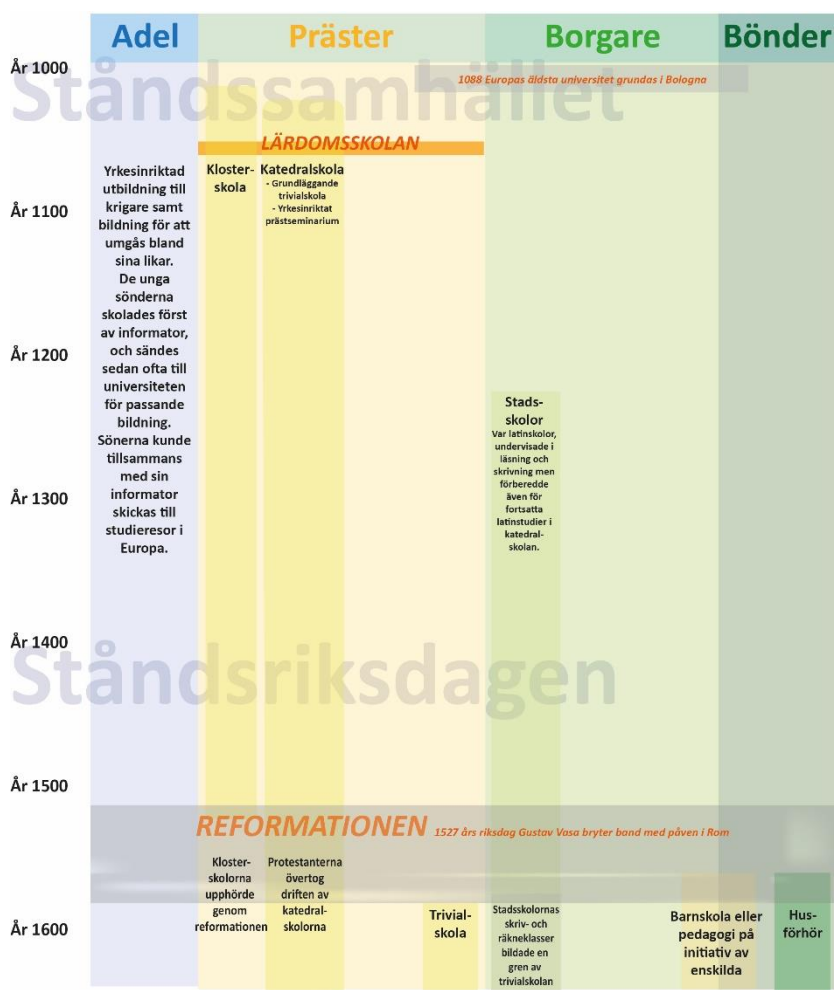 Adel
Präster
Borgare
Bönder
År 1000
Ståndssamhället
1088 Europas äldsta universitet grundas i Bologna
LÄRDOMSSKOLAN
Yrkesinriktad
utbildning till
krigare samt
bildning för att
umgås bland
sina likar.
De unga
sönderna
skolades först
av informator,
och sändes
sedan ofta till
universiteten
för passande
bildning.
Sönerna kunde
tillsammans
med sin
informator
skickas till
studieresor i
Europa.
Kloster-
skola
Katedralskola
- Grundläggande
trivialskola
- Yrkesinriktat
prästseminarium
År 1100
År 1200
Stads-
skolor
Var latinskolor,
undervisade i
läsning och
skrivning men
förberedde
även för
fortsatta
latinstudier i
katedral-
skolan.
År 1300
År 1400
Ståndsriksdagen
År 1500
REFORMATIONEN
1527 års riksdag Gustav Vasa bryter band med påven i Rom
Kloster-
skolorna
upphörde
genom
reformationen
Protestanterna
övertog
driften av
katedral-
skolorna
År 1600
Trivial-
skola
Stadsskolornas
skriv- och
räkneklasser
bildade en
gren av
trivialskolan
Barnskola eller
pedagogi på
initiativ av
enskilda
Hus-
förhör